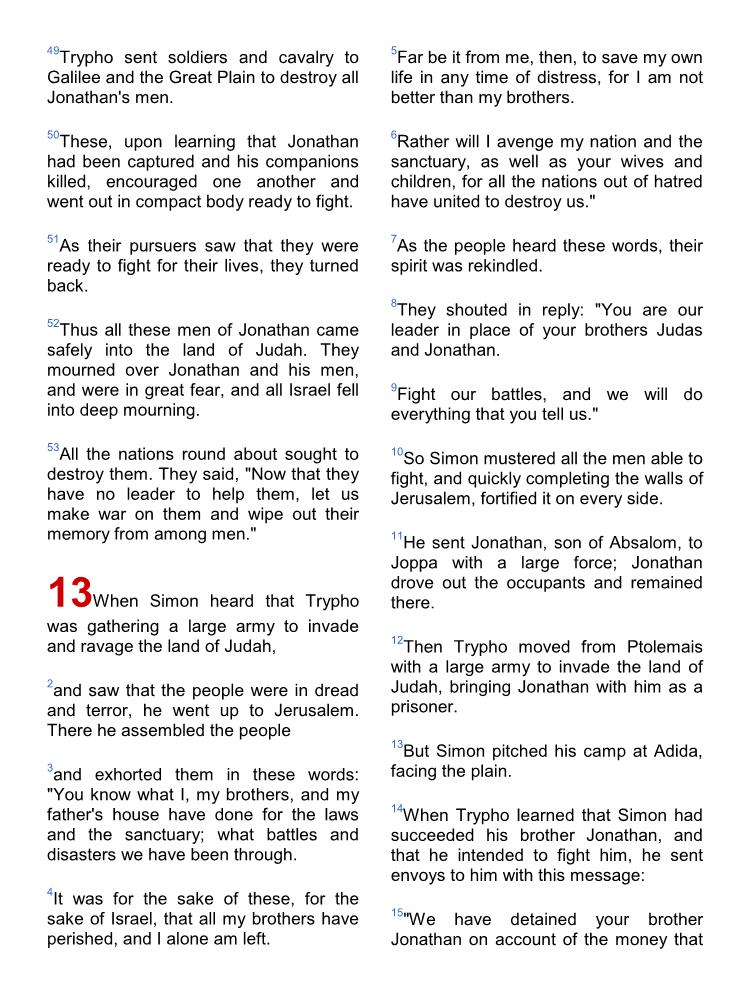 49Trypho sent soldiers and cavalry to
Galilee and the Great Plain to destroy all
Jonathan's men.
50These, upon learning that Jonathan
had been captured and his companions
killed, encouraged one another and
went out in compact body ready to fight.
51As their pursuers saw that they were
ready to fight for their lives, they turned
back.
52Thus all these men of Jonathan came
safely into the land of Judah. They
mourned over Jonathan and his men,
and were in great fear, and all Israel fell
into deep mourning.
53All the nations round about sought to
destroy them. They said, "Now that they
have no leader to help them, let us
make war on them and wipe out their
memory from among men."
13When Simon heard that Trypho
was gathering a large army to invade
and ravage the land of Judah,
2and saw that the people were in dread
and terror, he went up to Jerusalem.
There he assembled the people
3and exhorted them in these words:
"You know what I, my brothers, and my
father's house have done for the laws
and the sanctuary; what battles and
disasters we have been through.
4It was for the sake of these, for the
sake of Israel, that all my brothers have
perished, and I alone am left.
5Far be it from me, then, to save my own
life in any time of distress, for I am not
better than my brothers.
6Rather will I avenge my nation and the
sanctuary, as well as your wives and
children, for all the nations out of hatred
have united to destroy us."
7As the people heard these words, their
spirit was rekindled.
8They shouted in reply: "You are our
leader in place of your brothers Judas
and Jonathan.
9Fight our battles, and we will do
everything that you tell us."
10So Simon mustered all the men able to
fight, and quickly completing the walls of
Jerusalem, fortified it on every side.
11He sent Jonathan, son of Absalom, to
Joppa with a large force; Jonathan
drove out the occupants and remained
there.
12Then Trypho moved from Ptolemais
with a large army to invade the land of
Judah, bringing Jonathan with him as a
prisoner.
13But Simon pitched his camp at Adida,
facing the plain.
14When Trypho learned that Simon had
succeeded his brother Jonathan, and
that he intended to fight him, he sent
envoys to him with this message:
15"We have detained your brother
Jonathan on account of the money that